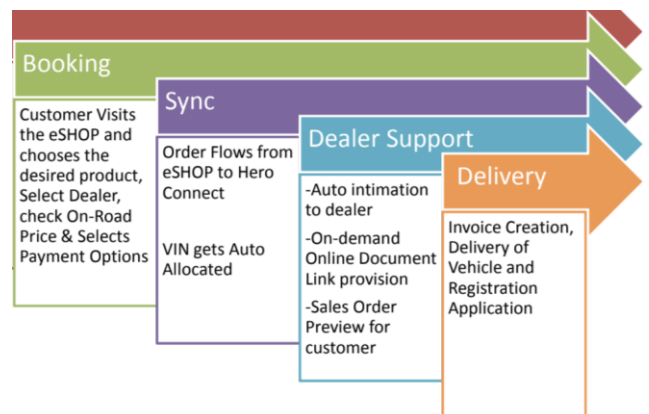 Booking
Customer Visits
the eSHOP and
chooses the
desired product,
Select Dealer,
check On-Road
Price & Selects
Payment Options
Sync
Order Flows from
eSHOP to Hero
Connect
VIN gets Auto
Allocated
Dealer Support
-Auto intimation
to dealer
-On-demand
Online Document
Link provision
-Sales Order
Preview for
customer
Delivery
Invoice Creation,
Delivery of
Vehicle and
Registration
Application